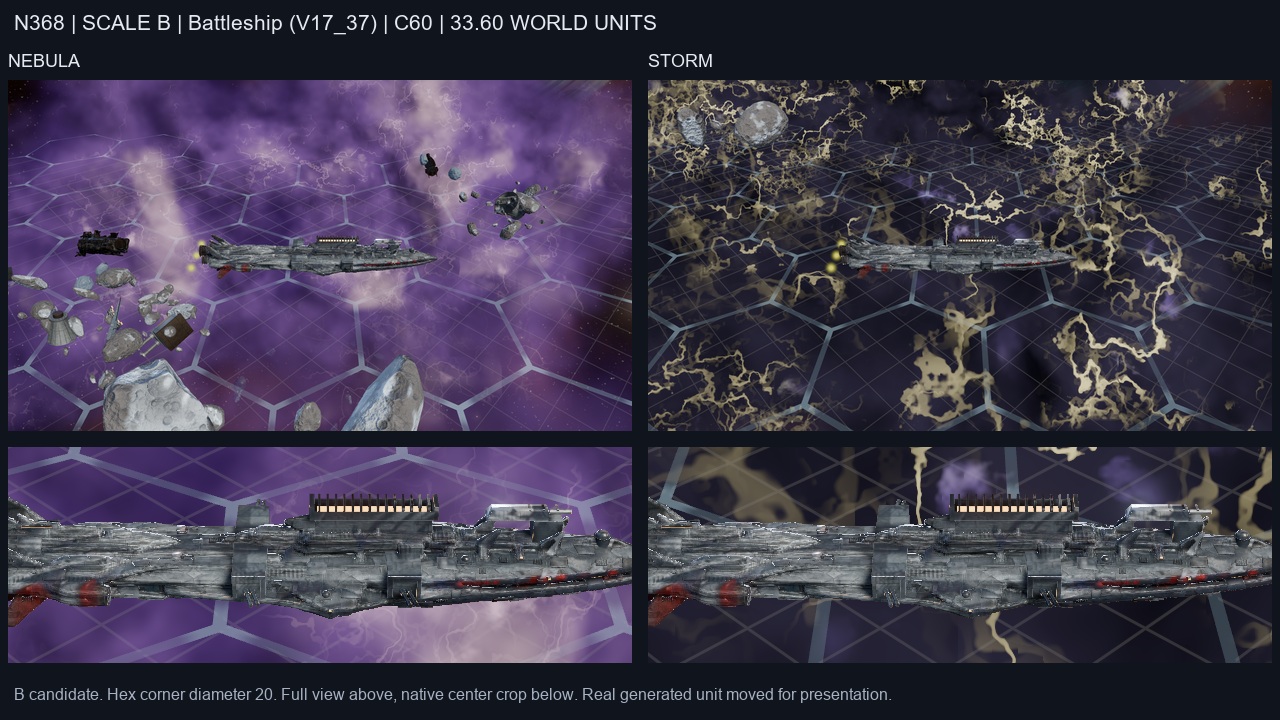 N368 | SCALE B | Battleship (V17_37) | C60 | 33.60 WORLD UNITS
NEBULA
STORM
B candidate. Hex corner diameter 20. Full view above, native center crop below. Real generated unit moved for presentation.